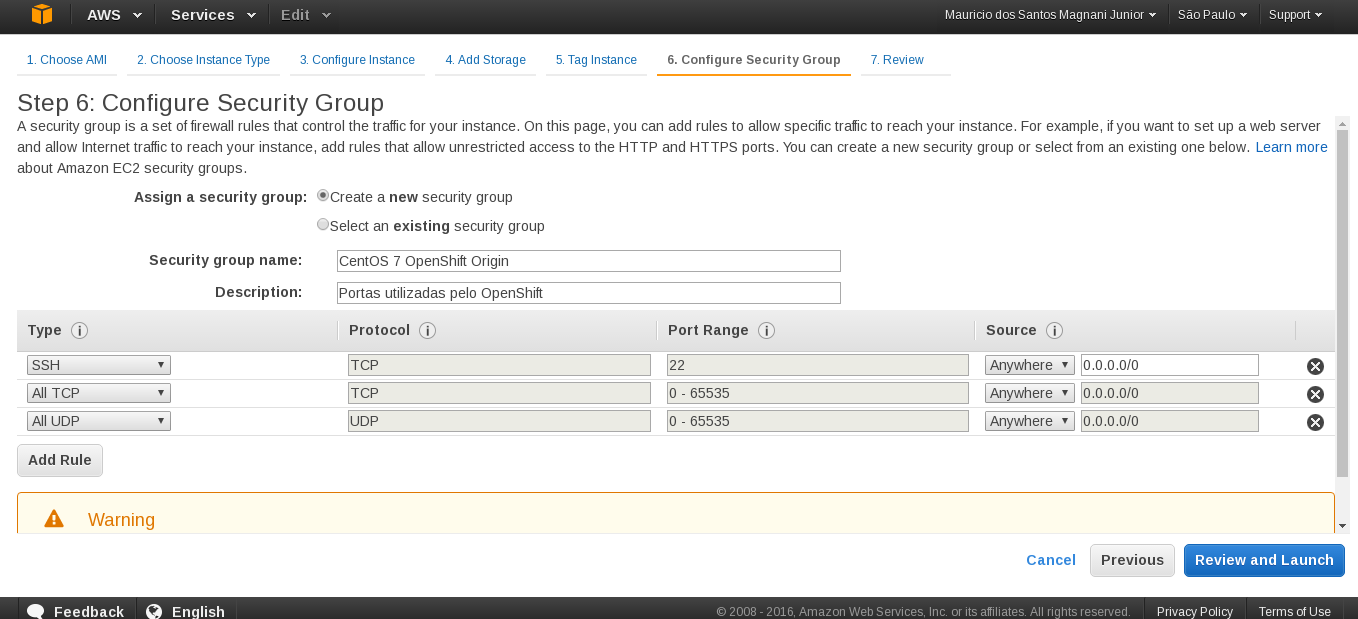 AWS Services Edit Mauricio dos Santos Magnani Junior São Paulo Support
1. Choose AMI 2. Choose Instance Type 3. Configure Instance 4. Add Storage 5. Tag Instance 6. Configure Security Group 7. Review
Step 6: Configure Security Group
A security group is a set of firewall rules that control the traffic for your instance. On this page, you can add rules to allow specific traffic to reach your instance. For example, if you want to set up a web server
and allow Internet traffic to reach your instance, add rules that allow unrestricted access to the HTTP and HTTPS ports. You can create a new security group or select from an existing one below. Learn more
about Amazon EC2 security groups.
Assign a security group: Create a new security group
Select an existing security group
Security group name: CentOS 7 OpenShift Origin
Description: Portas utilizadas pelo OpenShift
Type Protocol Port Range Source
SSH TCP 22 Anywhere 0.0.0.0/0
All TCP TCP 0 - 65535 Anywhere 0.0.0.0/0
All UDP UDP 0 - 65535 Anywhere 0.0.0.0/0
Add Rule
Warning
Cancel Previous Review and Launch
Feedback English © 2008 - 2016, Amazon Web Services, Inc. or its affiliates. All rights reserved. Privacy Policy Terms of Use